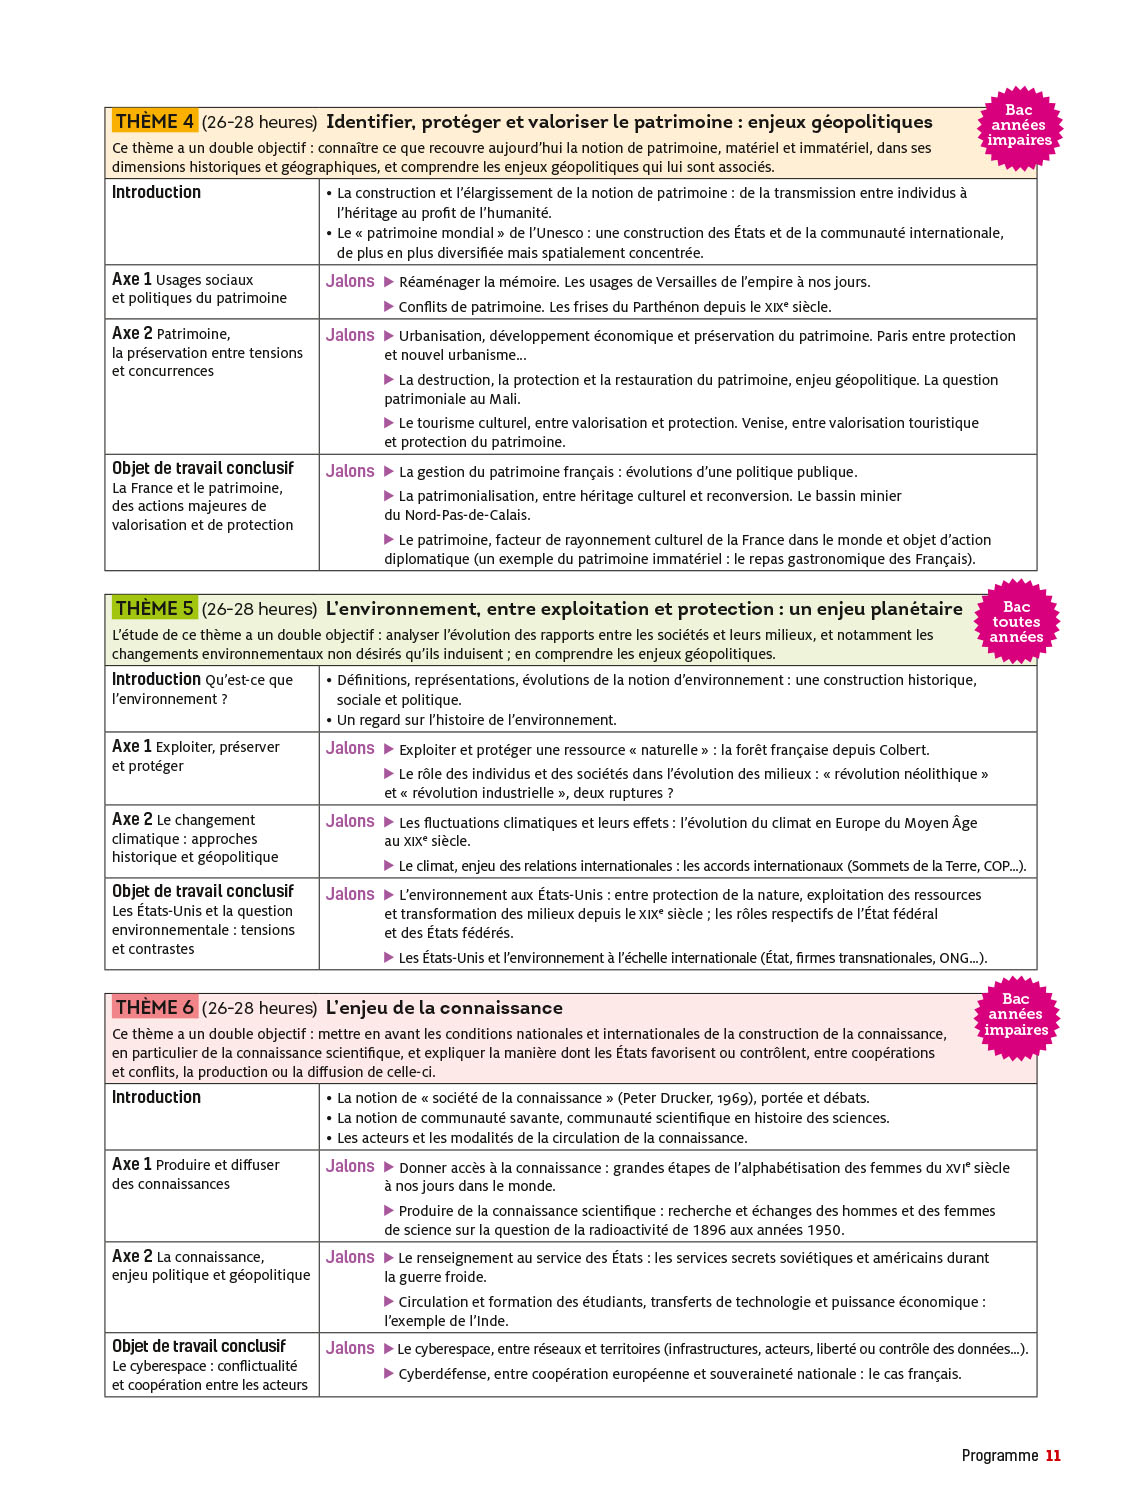 THÈME 4 (26-28 heures) Identifier, protéger et valoriser le patrimoine : enjeux géopolitiques
Bac
années
impaires
Ce thème a un double objectif : connaître ce que recouvre aujourd’hui la notion de patrimoine, matériel et immatériel, dans ses
dimensions historiques et géographiques, et comprendre les enjeux géopolitiques qui lui sont associés.
Introduction
• La construction et l’élargissement de la notion de patrimoine : de la transmission entre individus à
l’héritage au profit de l’humanité.
• Le « patrimoine mondial » de l’Unesco : une construction des États et de la communauté internationale,
de plus en plus diversifiée mais spatialement concentrée.
Axe 1 Usages sociaux
et politiques du patrimoine
Jalons ▶ Réaménager la mémoire. Les usages de Versailles de l’empire à nos jours.
▶ Conflits de patrimoine. Les frises du Parthénon depuis le XIXe siècle.
Axe 2 Patrimoine,
la préservation entre tensions
et concurrences
Jalons ▶ Urbanisation, développement économique et préservation du patrimoine. Paris entre protection
et nouvel urbanisme...
▶ La destruction, la protection et la restauration du patrimoine, enjeu géopolitique. La question
patrimoniale au Mali.
▶ Le tourisme culturel, entre valorisation et protection. Venise, entre valorisation touristique
et protection du patrimoine.
Objet de travail conclusif
La France et le patrimoine,
des actions majeures de
valorisation et de protection
Jalons ▶ La gestion du patrimoine français : évolutions d’une politique publique.
▶ La patrimonialisation, entre héritage culturel et reconversion. Le bassin minier
du Nord-Pas-de-Calais.
▶ Le patrimoine, facteur de rayonnement culturel de la France dans le monde et objet d’action
diplomatique (un exemple du patrimoine immatériel : le repas gastronomique des Français).
THÈME 5 (26-28 heures) L’environnement, entre exploitation et protection : un enjeu planétaire
Bac
toutes
années
L’étude de ce thème a un double objectif : analyser l’évolution des rapports entre les sociétés et leurs milieux, et notamment les
changements environnementaux non désirés qu’ils induisent ; en comprendre les enjeux géopolitiques.
Introduction Qu’est-ce que
l’environnement ?
• Définitions, représentations, évolutions de la notion d’environnement : une construction historique,
sociale et politique.
• Un regard sur l’histoire de l’environnement.
Axe 1 Exploiter, préserver
et protéger
Jalons ▶ Exploiter et protéger une ressource « naturelle » : la forêt française depuis Colbert.
▶ Le rôle des individus et des sociétés dans l’évolution des milieux : « révolution néolithique »
et « révolution industrielle », deux ruptures ?
Axe 2 Le changement
climatique : approches
historique et géopolitique
Jalons ▶ Les fluctuations climatiques et leurs effets : l’évolution du climat en Europe du Moyen Âge
au XIXe siècle.
▶ Le climat, enjeu des relations internationales : les accords internationaux (Sommets de la Terre, COP...).
Objet de travail conclusif
Les États-Unis et la question
environnementale : tensions
et contrastes
Jalons ▶ L’environnement aux États-Unis : entre protection de la nature, exploitation des ressources
et transformation des milieux depuis le XIXe siècle ; les rôles respectifs de l’État fédéral
et des États fédérés.
▶ Les États-Unis et l’environnement à l’échelle internationale (État, firmes transnationales, ONG...).
THÈME 6 (26-28 heures) L’enjeu de la connaissance
Bac
années
impaires
Ce thème a un double objectif : mettre en avant les conditions nationales et internationales de la construction de la connaissance,
en particulier de la connaissance scientifique, et expliquer la manière dont les États favorisent ou contrôlent, entre coopérations
et conflits, la production ou la diffusion de celle-ci.
Introduction
• La notion de « société de la connaissance » (Peter Drucker, 1969), portée et débats.
• La notion de communauté savante, communauté scientifique en histoire des sciences.
• Les acteurs et les modalités de la circulation de la connaissance.
Axe 1 Produire et diffuser
des connaissances
Jalons ▶ Donner accès à la connaissance : grandes étapes de l’alphabétisation des femmes du XVIe siècle
à nos jours dans le monde.
▶ Produire de la connaissance scientifique : recherche et échanges des hommes et des femmes
de science sur la question de la radioactivité de 1896 aux années 1950.
Axe 2 La connaissance,
enjeu politique et géopolitique
Jalons ▶ Le renseignement au service des États : les services secrets soviétiques et américains durant
la guerre froide.
▶ Circulation et formation des étudiants, transferts de technologie et puissance économique :
l’exemple de l’Inde.
Objet de travail conclusif
Le cyberespace : conflictualité
et coopération entre les acteurs
Jalons ▶ Le cyberespace, entre réseaux et territoires (infrastructures, acteurs, liberté ou contrôle des données...).
▶ Cyberdéfense, entre coopération européenne et souveraineté nationale : le cas français.
Programme 11